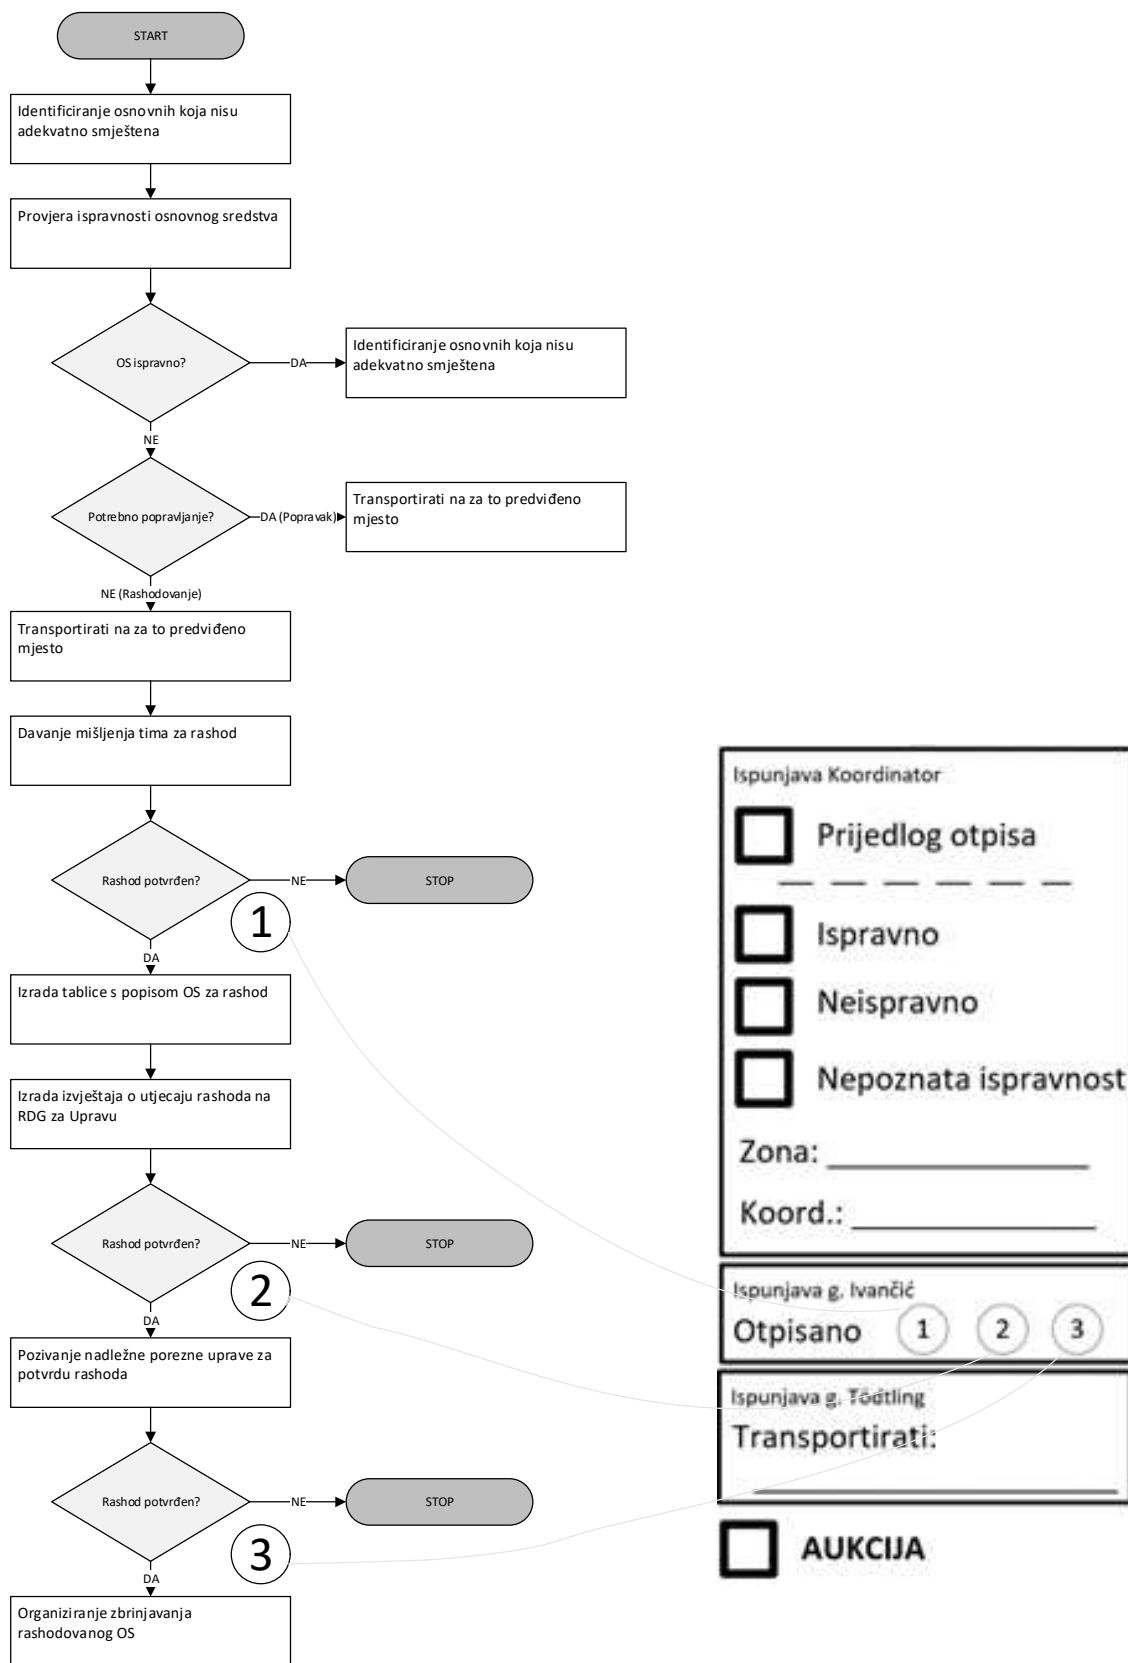 START
Identificiranje osnovnih koja nisu
adekvatno smještena
Provjera ispravnosti osnovnog sredstva
OS ispravno?
DA
Identificiranje osnovnih koja nisu
adekvatno smještena
NE
Potrebno popravljanje?
DA (Popravak)
Transportirati na za to predviđeno
mjesto
NE (Rashodovanje)
Transportirati na za to predviđeno
mjesto
Davanje mišljenja tima za rashod
Rashod potvrđen?
NE
STOP
1
DA
Izrada tablice s popisom OS za rashod
Izrada izvještaja o utjecaju rashoda na
RDG za Upravu
Rashod potvrđen?
NE
STOP
2
DA
Pozivanje nadležne porezne uprave za
potvrdu rashoda
Rashod potvrđen?
NE
STOP
3
DA
Organiziranje zbrinjavanja
rashodovanog OS
Ispunjava Koordinator
Prijedlog otpisa
Ispravno
Neispravno
Nepoznata ispravnost
Zona:
Koord.:
Ispunjava g. Ivančić
Otpisano 1 2 3
Ispunjava g. Tödtling
Transportirati:
AUKCIJA